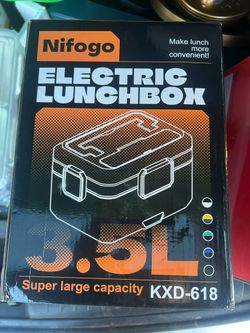 Nifogo
Make lunch
more
convenient!
ELECTRIC
LUNCHBOX
3.5L
Super large capacity KXD-618